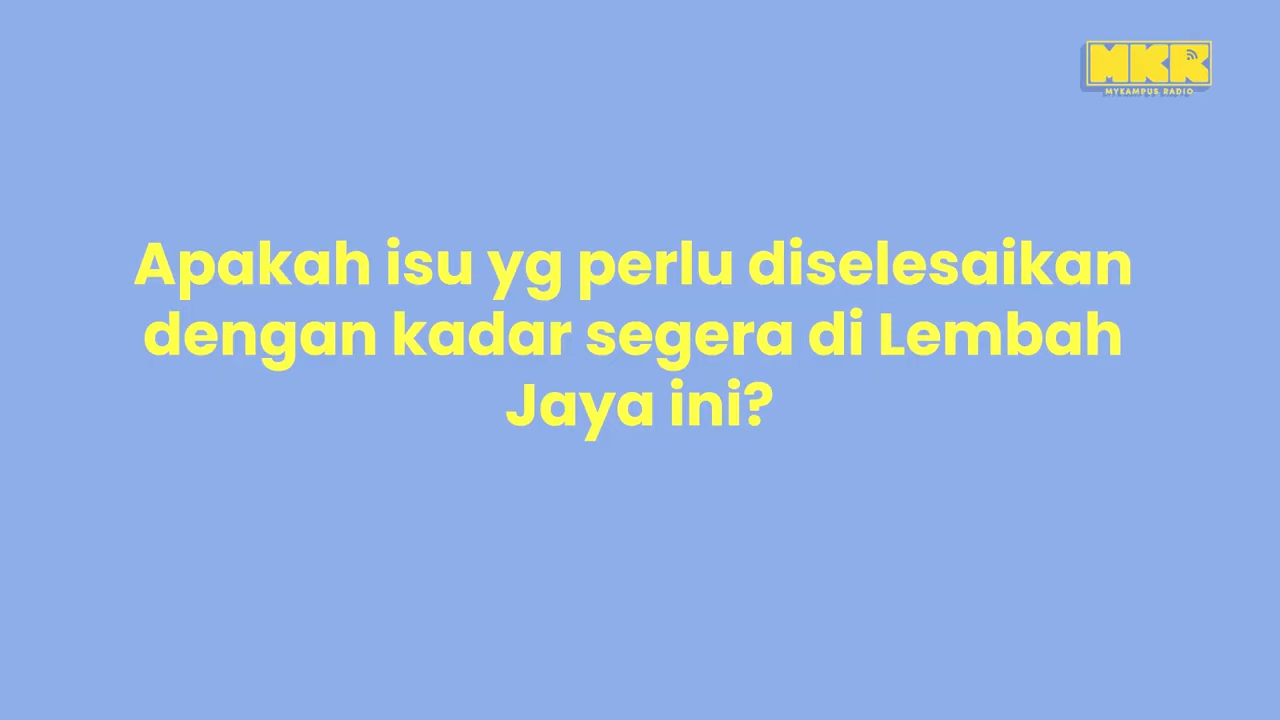 MKR
MYKAMPUS RADIO
Apakah isu yg perlu diselesaikan
dengan kadar segera di Lembah
Jaya ini?